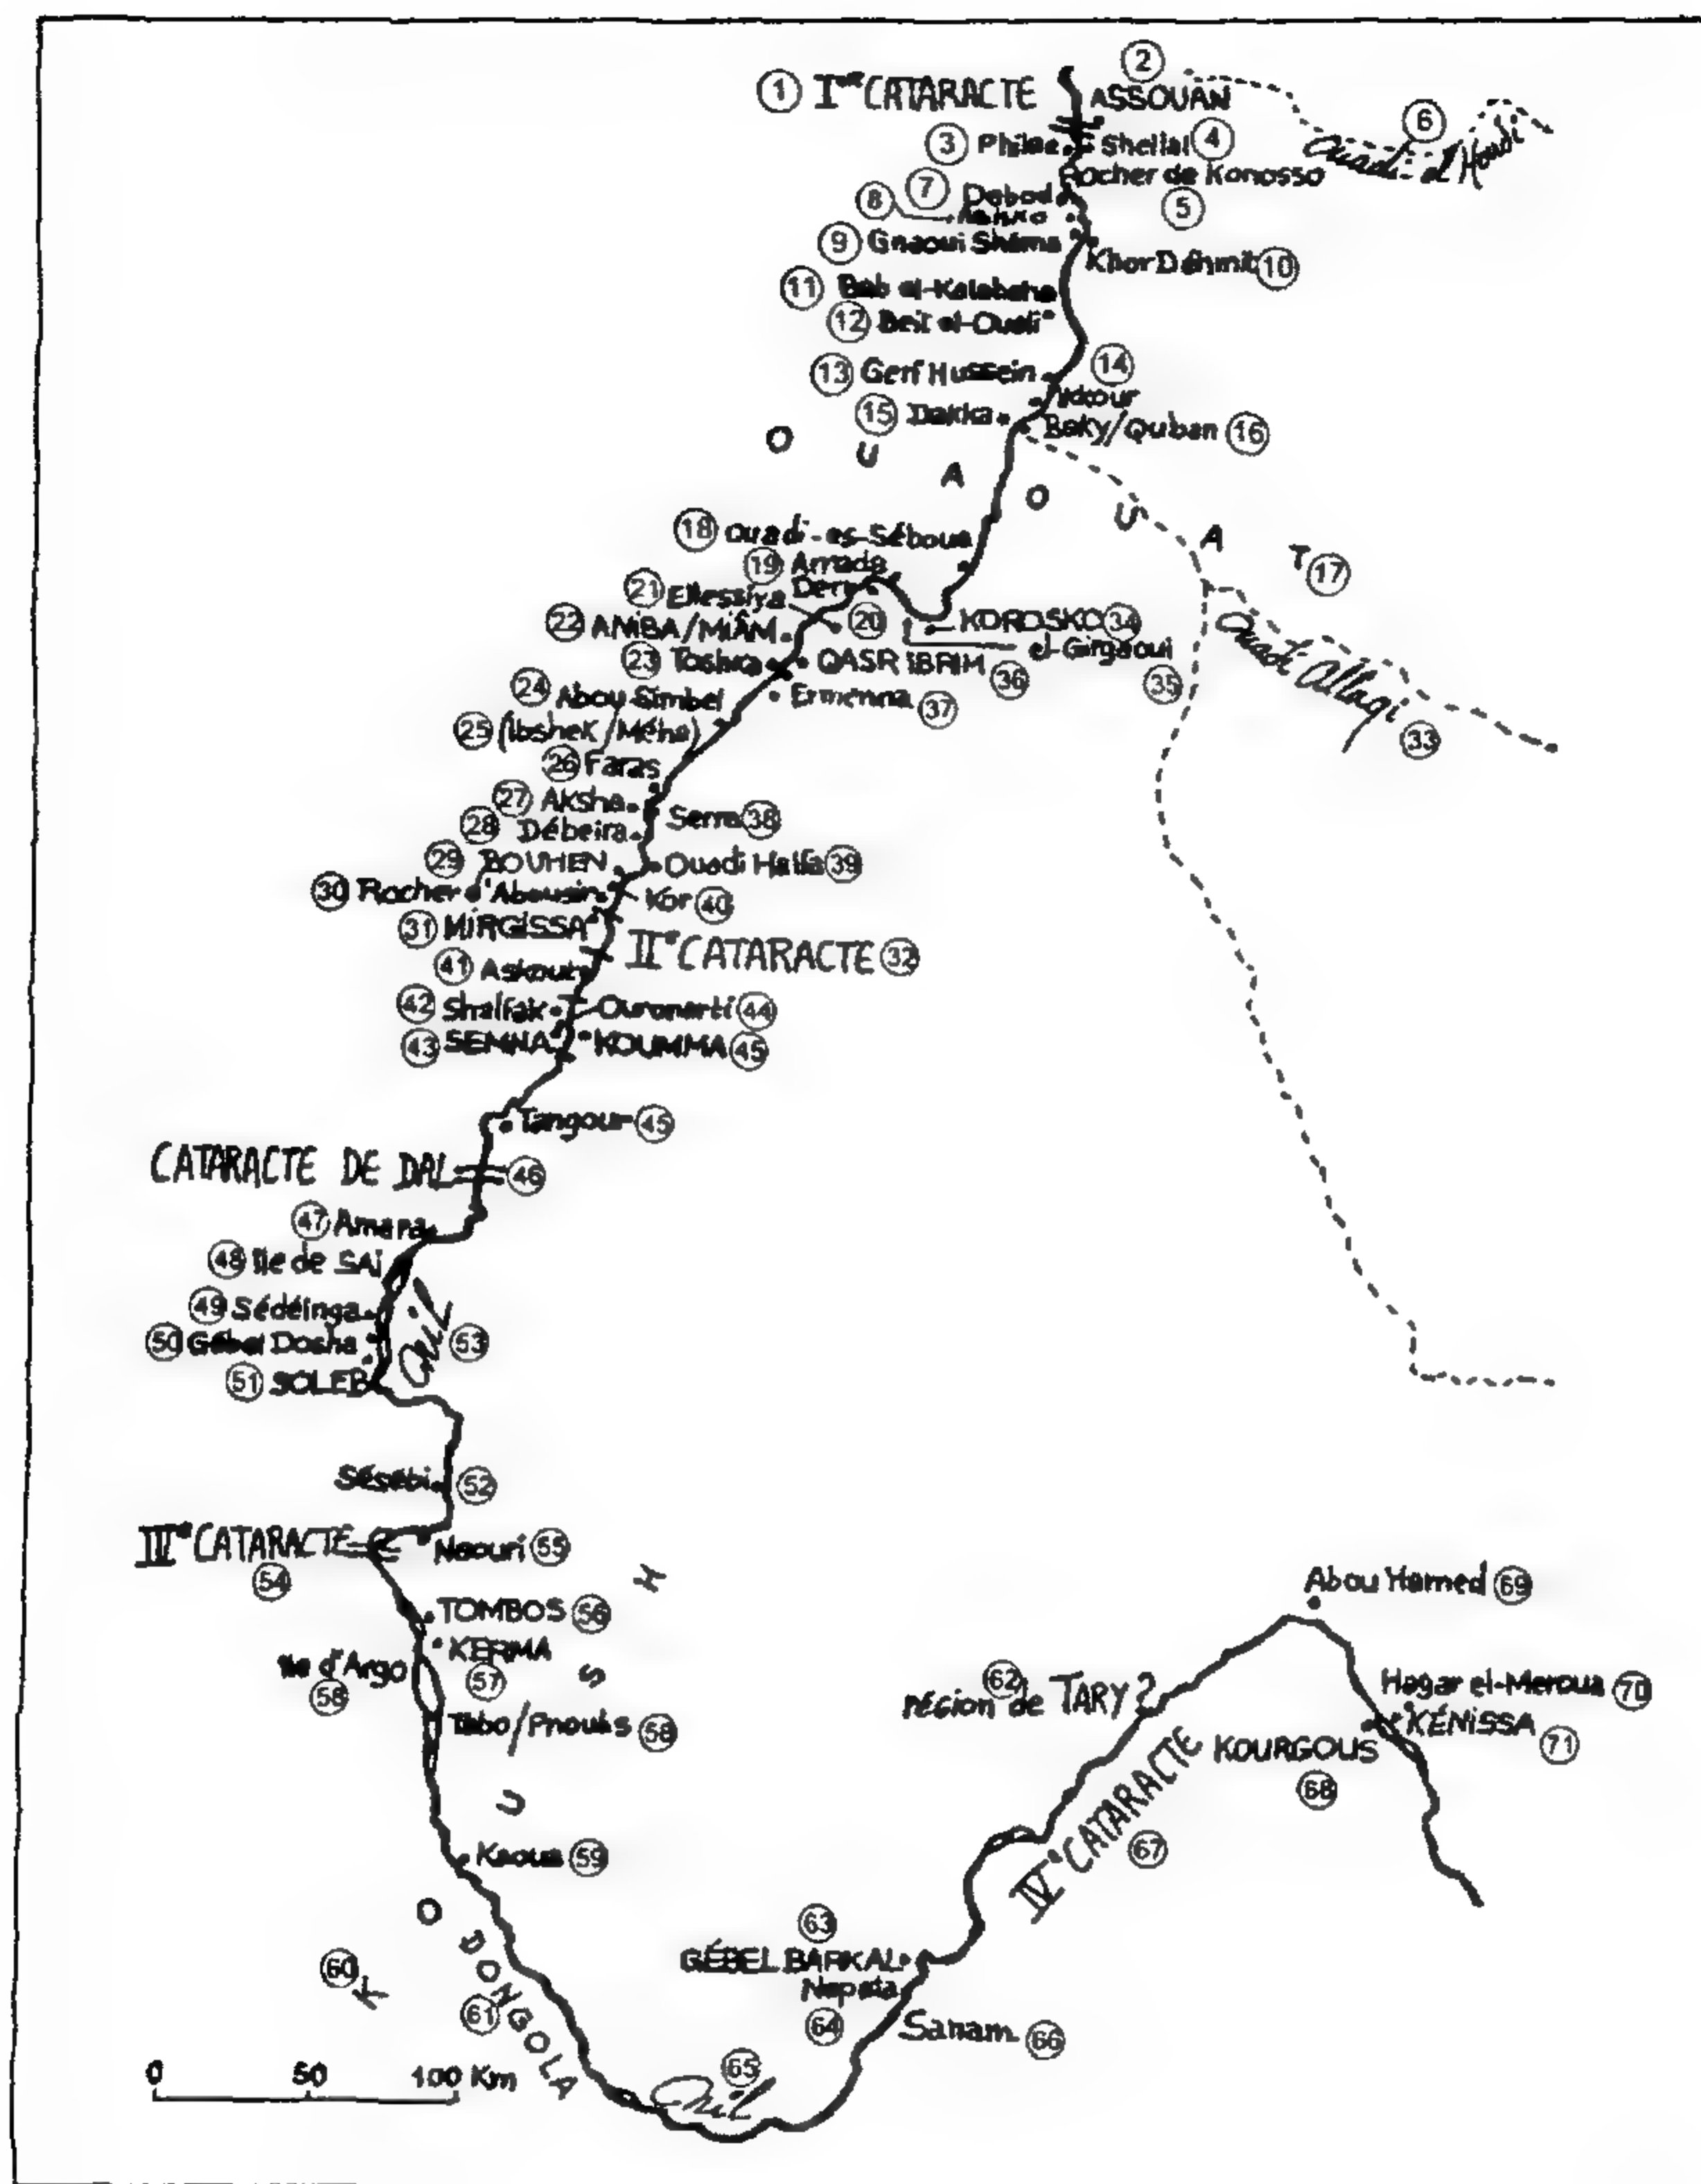 ① Iere CATARACTE
② ASSOUAN
③ Philae
Shellal ④
Ouadi-el Houdi ⑥
Rocher de Konosso ⑤
⑦ Debod
⑧
⑨ Gnaoui Shéma
Khor Dehmit ⑩
⑪ Bab el-Kalabsha
⑫ Beit el-Ouali
⑬ Gerf Hussein
⑭ Akkour
⑮ Dakka
Baky/Quban ⑯
OUAOUAT ⑰
⑱ Ouadi-es-Séboua
⑲ Amada
Derr ⑳
㉑ Ellessiya
㉒ ANIBA/MIÂM
KOROSKO ㉞
el-Girgaoui ㉟
Ouadi Allaqi ㉝
㉓ Toshka
QASR IBRIM ㊱
㉔ Abou Simbel
Ermenna ㊲
㉕ (Ibshek/Méha)
㉖ Faras
㉗ Aksha
Serra ㊳
㉘ Débeira
㉙ BOUHEN
Ouadi Halfa ㊴
㉚ Rocher d'Abousir
Kor ㊵
㉛ MIRGISSA
IIe CATARACTE ㉜
㊶ Askout
㊷ Shalfak
Ouronarti ㊹
㊸ SEMNA
KOUMMA ㊺
Tangour ㊺
CATARACTE DE DAL ㊻
㊼ Amara
㊽ Ile de SAÏ
㊾ Sédéinga
㊿ Gébel Dosha
Nil 53
51 SOLEB
Sésébi 52
IIIe CATARACTE 54
Naouri 55
TOMBOS 56
KERMA 57
Ile d'Argo 58
Tabo/Pnoubs 58
Kaoua 59
KOUSH 60
DONGOLA 61
Abou Hamed 69
région de TARY? 62
Hagar el-Meroua 70
KÉNISSA 71
KOURGOUS 68
IVe CATARACTE 67
63
GÉBEL BARKAL
Napata 64
Sanam 66
Nil 65
0 50 100 Km